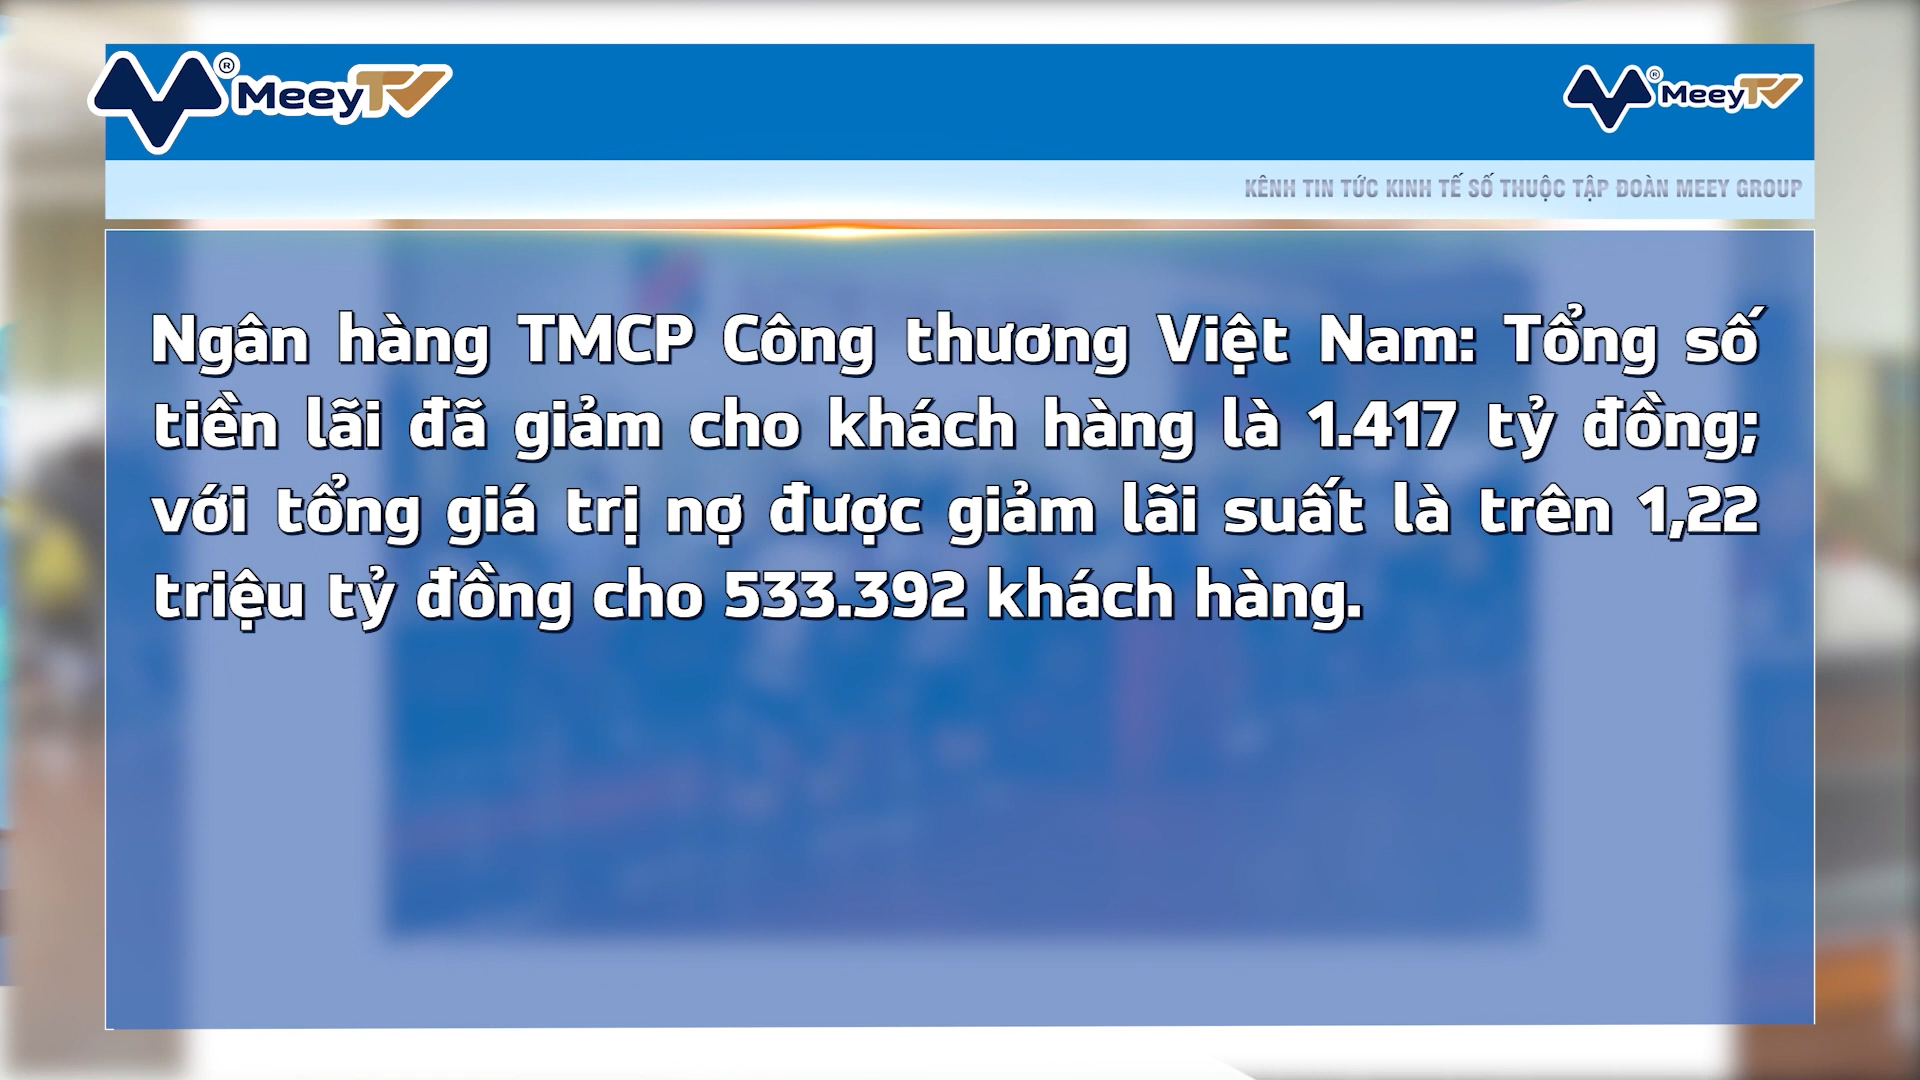 MeeyTV
MeeyTV
KÊNH TIN TỨC KINH TẾ SỐ THUỘC TẬP ĐOÀN MEEY GROUP
Ngân hàng TMCP Công thương Việt Nam: Tổng số
tiền lãi đã giảm cho khách hàng là 1.417 tỷ đồng;
với tổng giá trị nợ được giảm lãi suất là trên 1,22
triệu tỷ đồng cho 533.392 khách hàng.